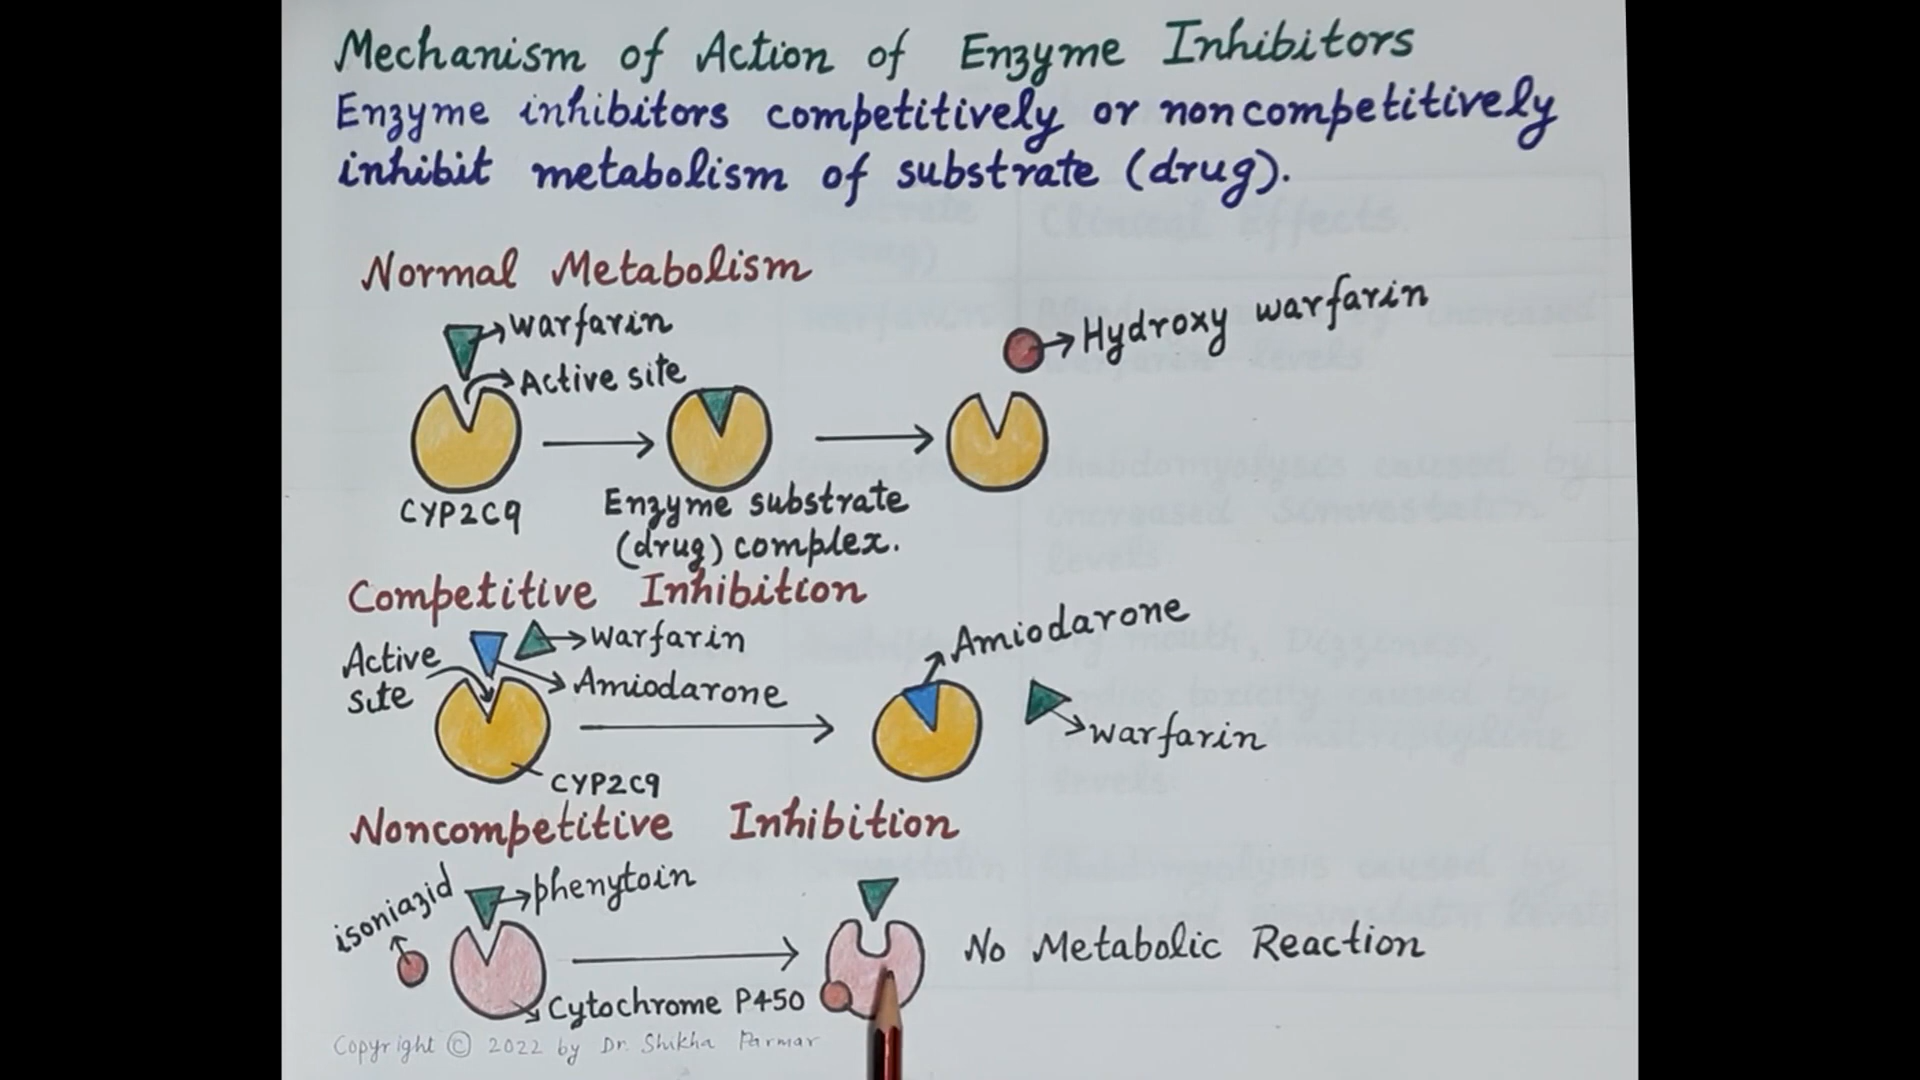 Mechanism of Action of Enzyme Inhibitors
Enzyme inhibitors competitively or noncompetitively
inhibit metabolism of substrate (drug).
Normal Metabolism
warfarin
Active site
Hydroxy warfarin
CYP2C9
Enzyme substrate
(drug) complex.
Competitive Inhibition
Active
site
warfarin
Amiodarone
CYP2C9
Amiodarone
warfarin
Noncompetitive Inhibition
isoniazid
phenytoin
Cytochrome P450
No Metabolic Reaction
Copyright © 2022 by Dr. Shikha Parmar